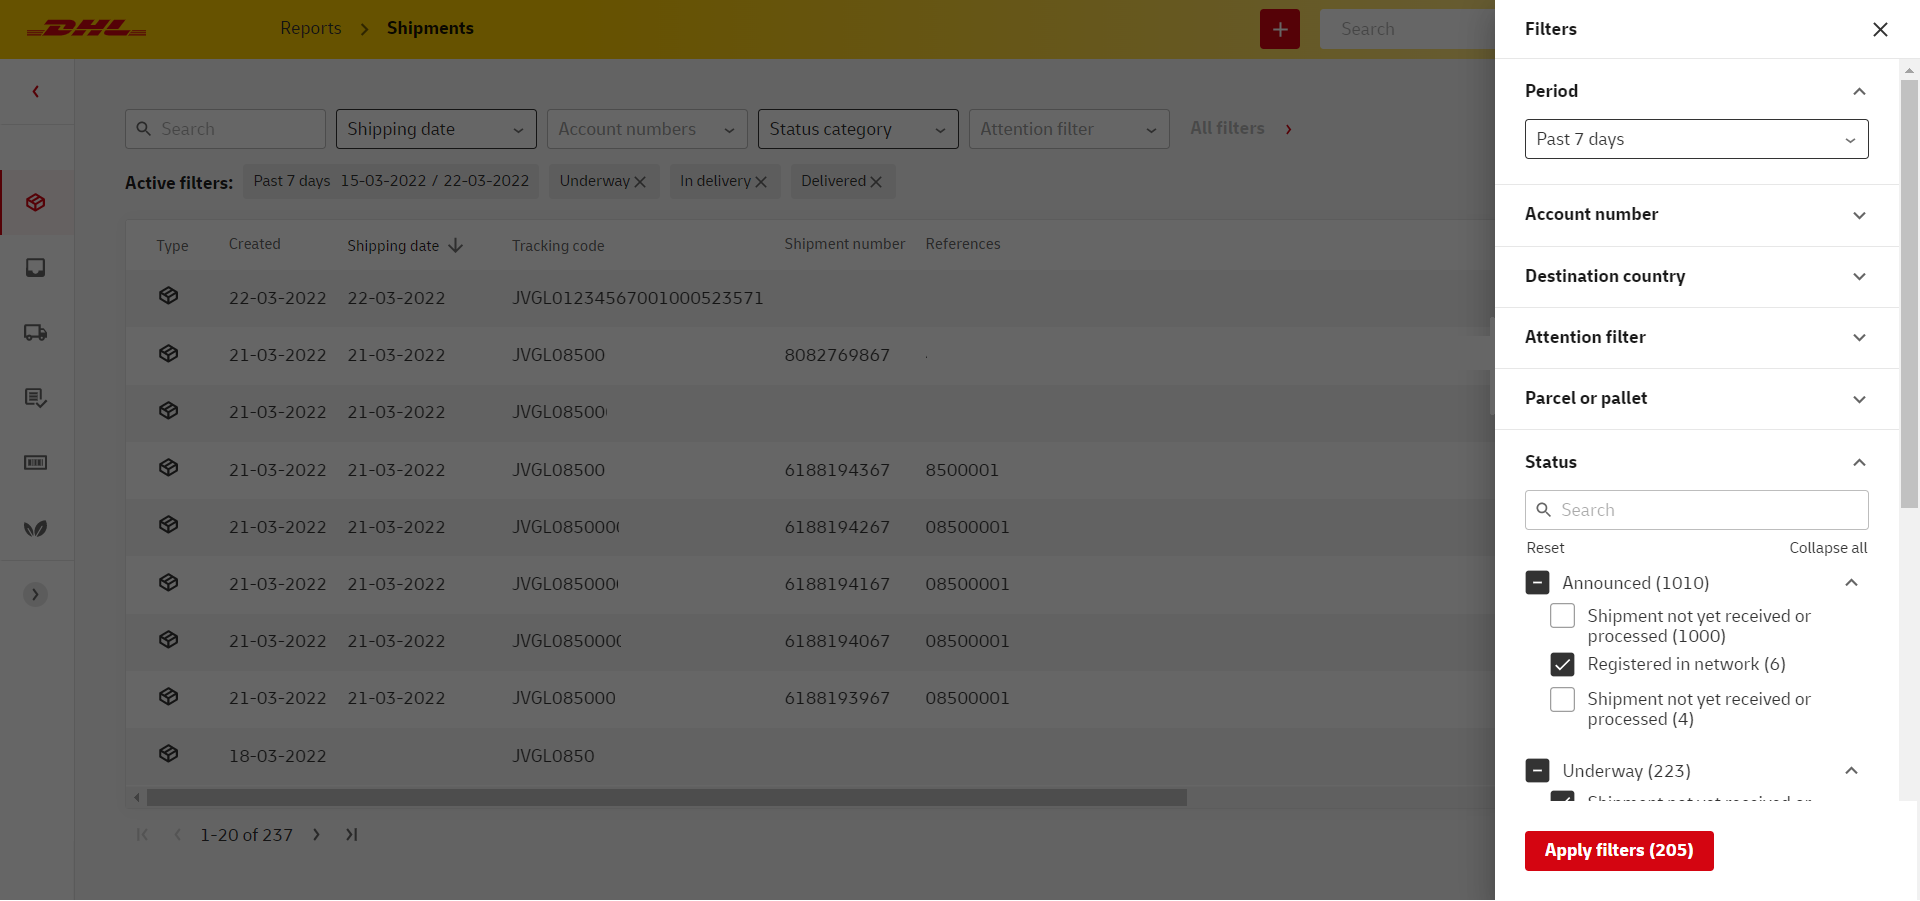 DHL
Reports > Shipments
Search
Search
Shipping date
Account numbers
Status category
Attention filter
All filters
Active filters:
Past 7 days 15-03-2022 / 22-03-2022
Underway
In delivery
Delivered
Type Created Shipping date Tracking code Shipment number References
22-03-2022 22-03-2022 JVGL01234567001000523571
21-03-2022 21-03-2022 JVGL08500 8082769867
21-03-2022 21-03-2022 JVGL08500
21-03-2022 21-03-2022 JVGL08500 6188194367 8500001
21-03-2022 21-03-2022 JVGL085000 6188194267 08500001
21-03-2022 21-03-2022 JVGL085000 6188194167 08500001
21-03-2022 21-03-2022 JVGL085000 6188194067 08500001
21-03-2022 21-03-2022 JVGL085000 6188193967 08500001
18-03-2022 JVGL0850
1-20 of 237
Filters
Period
Past 7 days
Account number
Destination country
Attention filter
Parcel or pallet
Status
Search
Reset Collapse all
Announced (1010)
Shipment not yet received or
processed (1000)
Registered in network (6)
Shipment not yet received or
processed (4)
Underway (223)
Shipment not yet received or
Apply filters (205)